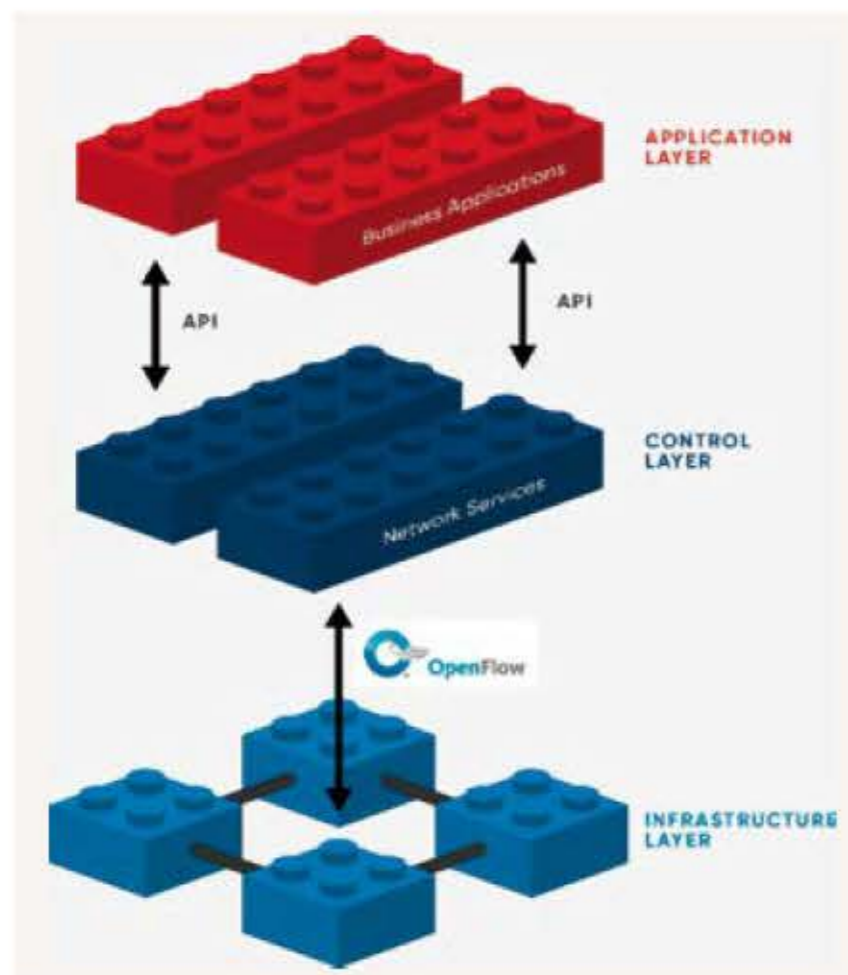 APPLICATION
LAYER
Business Applications
API
API
CONTROL
LAYER
Network Services
OpenFlow
INFRASTRUCTURE
LAYER